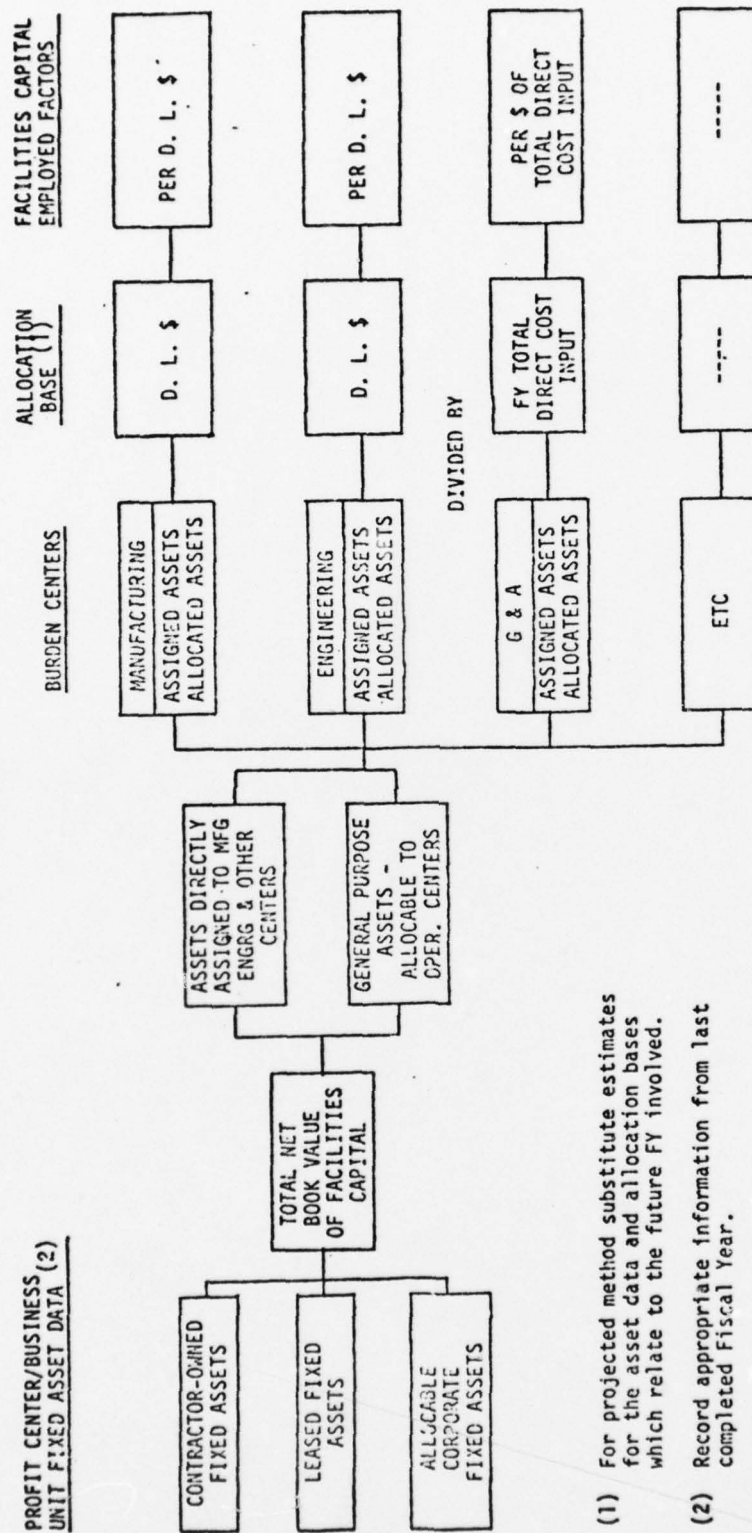 PROFIT CENTER/BUSINESS
UNIT FIXED ASSET DATA (2)
CONTRACTOR-OWNED
FIXED ASSETS
LEASED FIXED
ASSETS
ALLOCABLE
CORPORATE
FIXED ASSETS
TOTAL NET
BOOK VALUE
OF FACILITIES
CAPITAL
ASSETS DIRECTLY
ASSIGNED TO MFG
ENGRG & OTHER
CENTERS
GENERAL PURPOSE
ASSETS -
ALLOCABLE TO
OPER. CENTERS
BURDEN CENTERS
MANUFACTURING
ASSIGNED ASSETS
ALLOCATED ASSETS
ENGINEERING
ASSIGNED ASSETS
ALLOCATED ASSETS
G & A
ASSIGNED ASSETS
ALLOCATED ASSETS
ETC
DIVIDED BY
ALLOCATION
BASE (1)
D. L. $
D. L. $
FY TOTAL
DIRECT COST
INPUT
-----
FACILITIES CAPITAL
EMPLOYED FACTORS
PER D. L. $
PER D. L. $
PER $ OF
TOTAL DIRECT
COST INPUT
-----
(1) For projected method substitute estimates
for the asset data and allocation bases
which relate to the future FY involved.
(2) Record appropriate information from last
completed Fiscal Year.